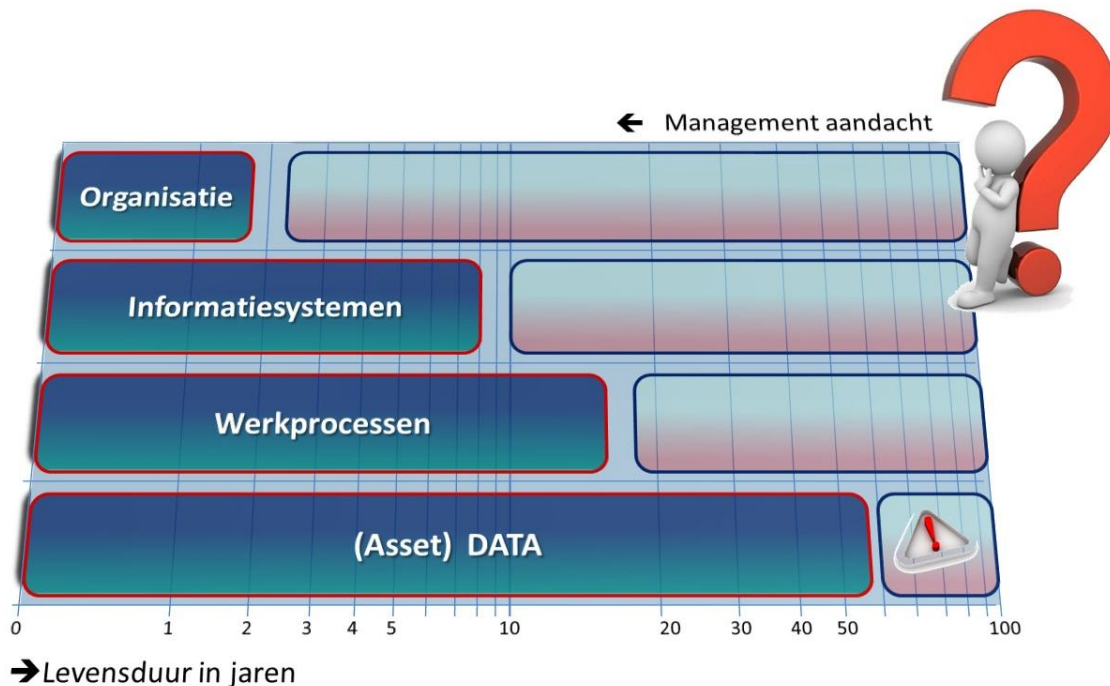 ← Management aandacht
Organisatie
Informatiesystemen
Werkprocessen
(Asset) DATA
0 1 2 3 4 5 10 20 30 40 50 100
→ Levensduur in jaren